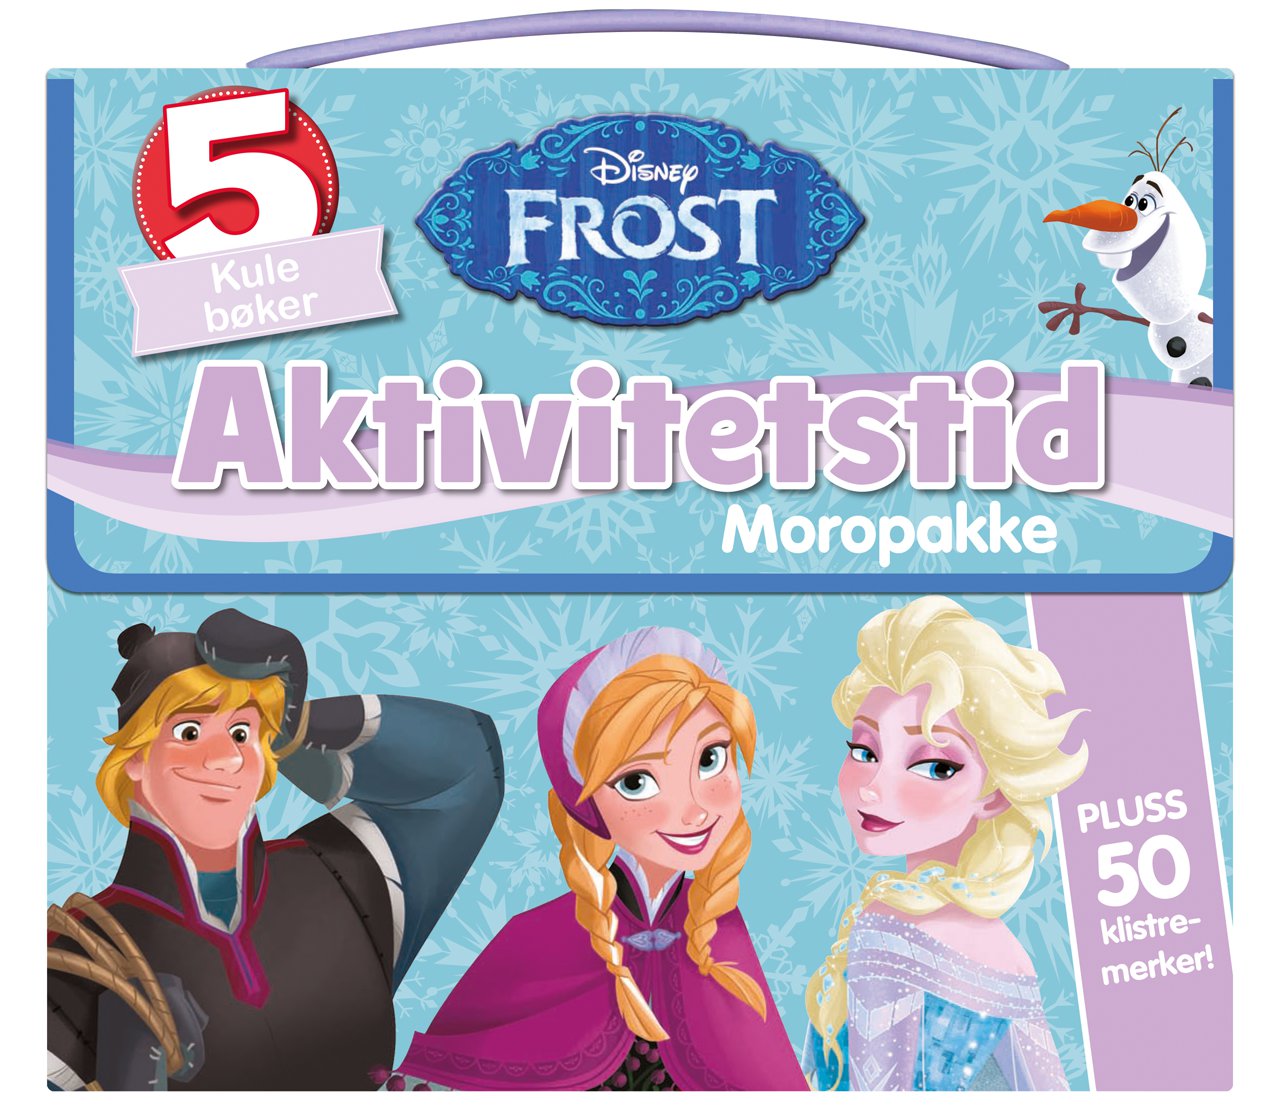 5
Kule
bøker
Disney
FROST
Aktivitetstid
Moropakke
PLUSS
50
klistre-
merker!